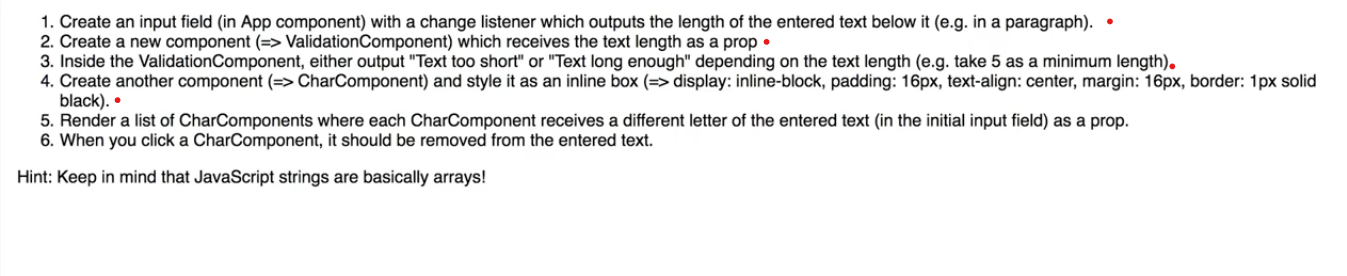 1. Create an input field (in App component) with a change listener which outputs the length of the entered text below it (e.g. in a paragraph).
2. Create a new component (=> ValidationComponent) which receives the text length as a prop
3. Inside the ValidationComponent, either output "Text too short" or "Text long enough" depending on the text length (e.g. take 5 as a minimum length).
4. Create another component (=> CharComponent) and style it as an inline box (=> display: inline-block, padding: 16px, text-align: center, margin: 16px, border: 1px solid
black).
5. Render a list of CharComponents where each CharComponent receives a different letter of the entered text (in the initial input field) as a prop.
6. When you click a CharComponent, it should be removed from the entered text.
Hint: Keep in mind that JavaScript strings are basically arrays!